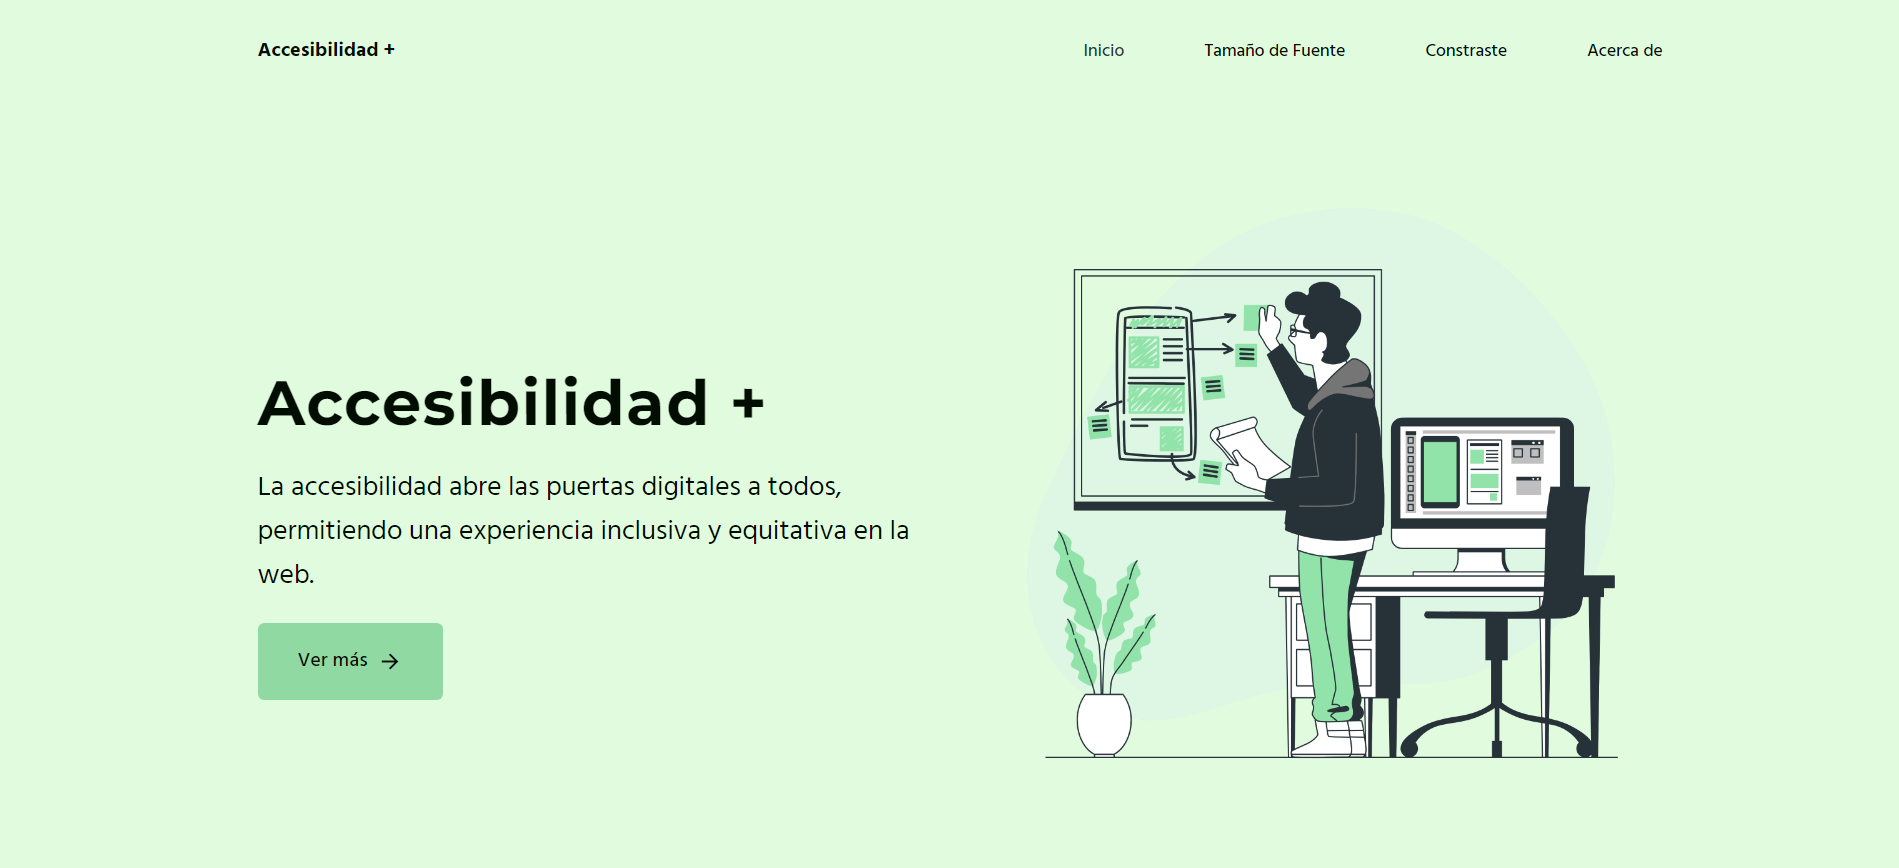 Accesibilidad +
Inicio
Tamaño de Fuente
Constraste
Acerca de
Accesibilidad +
La accesibilidad abre las puertas digitales a todos,
permitiendo una experiencia inclusiva y equitativa en la
web.
Ver más →